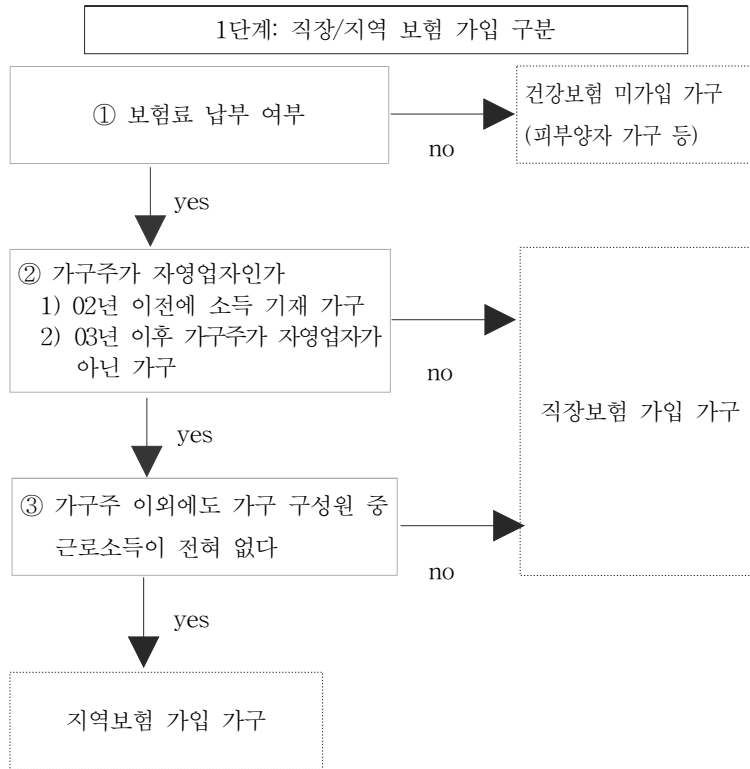 1단계: 직장/지역 보험 가입 구분
① 보험료 납부 여부
no
건강보험 미가입 가구
(피부양자 가구 등)
yes
② 가구주가 자영업자인가
1) 02년 이전에 소득 기재 가구
2) 03년 이후 가구주가 자영업자가
아닌 가구
no
직장보험 가입 가구
yes
③ 가구주 이외에도 가구 구성원 중
근로소득이 전혀 없다
no
yes
지역보험 가입 가구